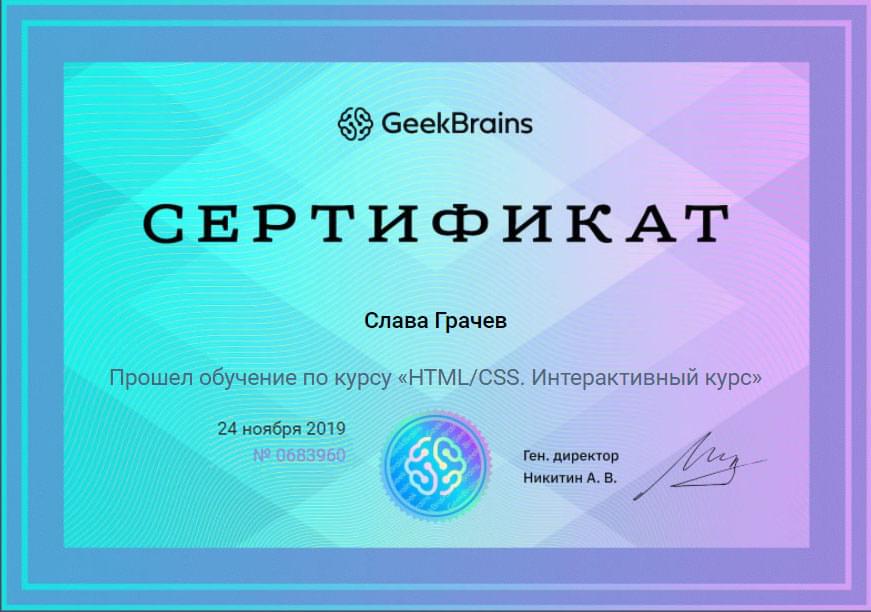 GeekBrains
СЕРТИФИКАТ
Слава Грачев
Прошел обучение по курсу «HTML/CSS. Интерактивный курс»
24 ноября 2019
№ 0683960
Ген. директор
Никитин А. В.